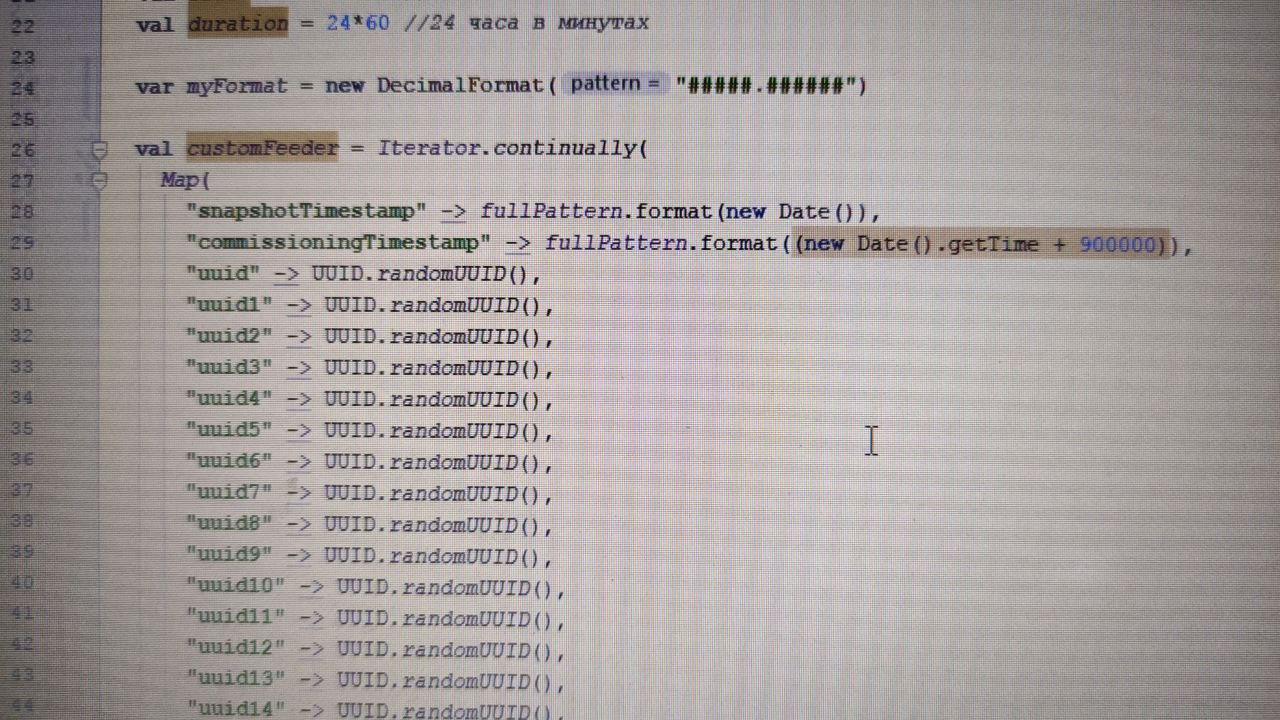 22 val duration = 24*60 //24 часа в минутах
23
24 var myFormat = new DecimalFormat( pattern = "#####.######")
25
26 val customFeeder = Iterator.continually(
27 Map(
28 "snapshotTimestamp" -> fullPattern.format(new Date()),
29 "commissioningTimestamp" -> fullPattern.format((new Date().getTime + 900000)),
30 "uuid" -> UUID.randomUUID(),
31 "uuid1" -> UUID.randomUUID(),
32 "uuid2" -> UUID.randomUUID(),
33 "uuid3" -> UUID.randomUUID(),
34 "uuid4" -> UUID.randomUUID(),
35 "uuid5" -> UUID.randomUUID(),
36 "uuid6" -> UUID.randomUUID(),
37 "uuid7" -> UUID.randomUUID(),
38 "uuid8" -> UUID.randomUUID(),
39 "uuid9" -> UUID.randomUUID(),
40 "uuid10" -> UUID.randomUUID(),
41 "uuid11" -> UUID.randomUUID(),
42 "uuid12" -> UUID.randomUUID(),
43 "uuid13" -> UUID.randomUUID(),
44 "uuid14" -> UUID.randomUUID(),